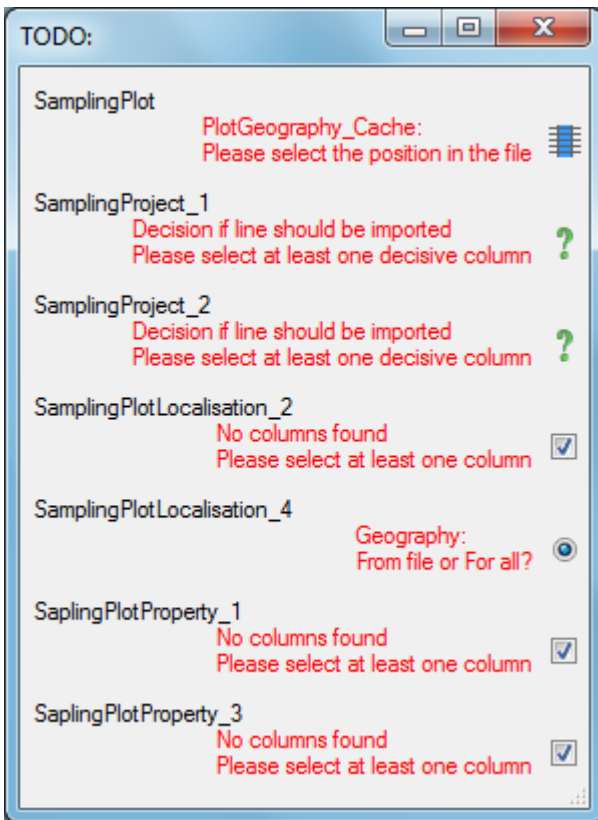 TODO:
SamplingPlot
PlotGeography_Cache:
Please select the position in the file
SamplingProject_1
Decision if line should be imported
Please select at least one decisive column
SamplingProject_2
Decision if line should be imported
Please select at least one decisive column
SamplingPlotLocalisation_2
No columns found
Please select at least one column
SamplingPlotLocalisation_4
Geography:
From file or For all?
SaplingPlotProperty_1
No columns found
Please select at least one column
SaplingPlotProperty_3
No columns found
Please select at least one column